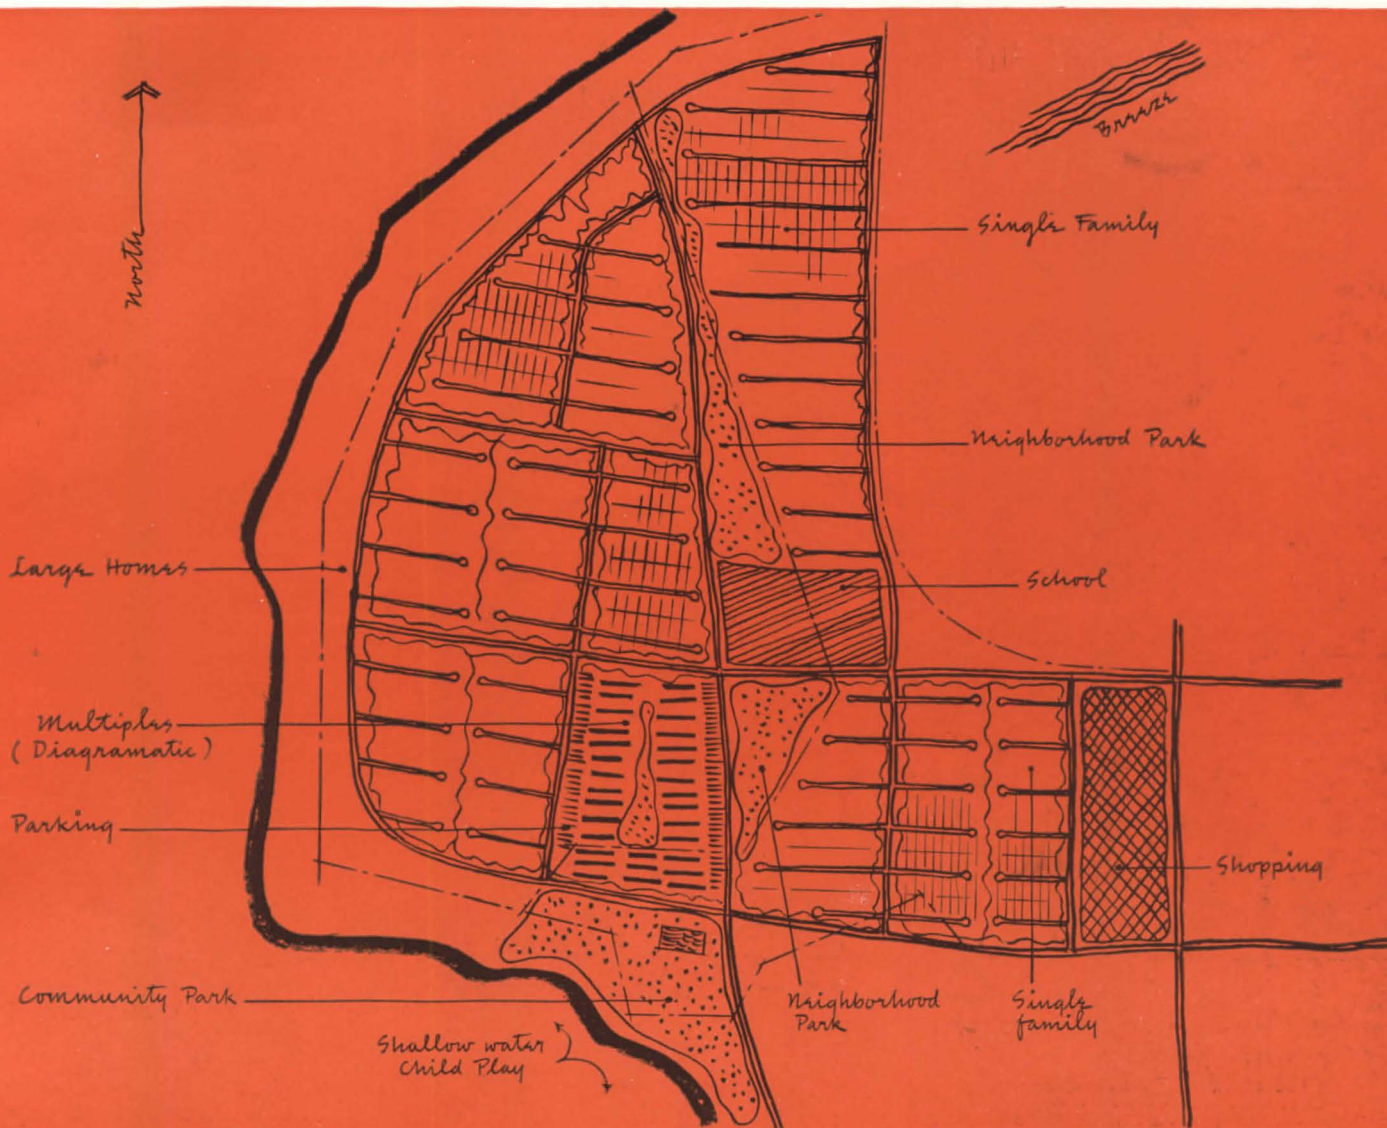 Breeze
North
Single Family
Neighborhood Park
Large Homes
School
Multiples
(Diagramatic)
Parking
Shopping
Community Park
Neighborhood
Park
Single
family
Shallow water
Child Play